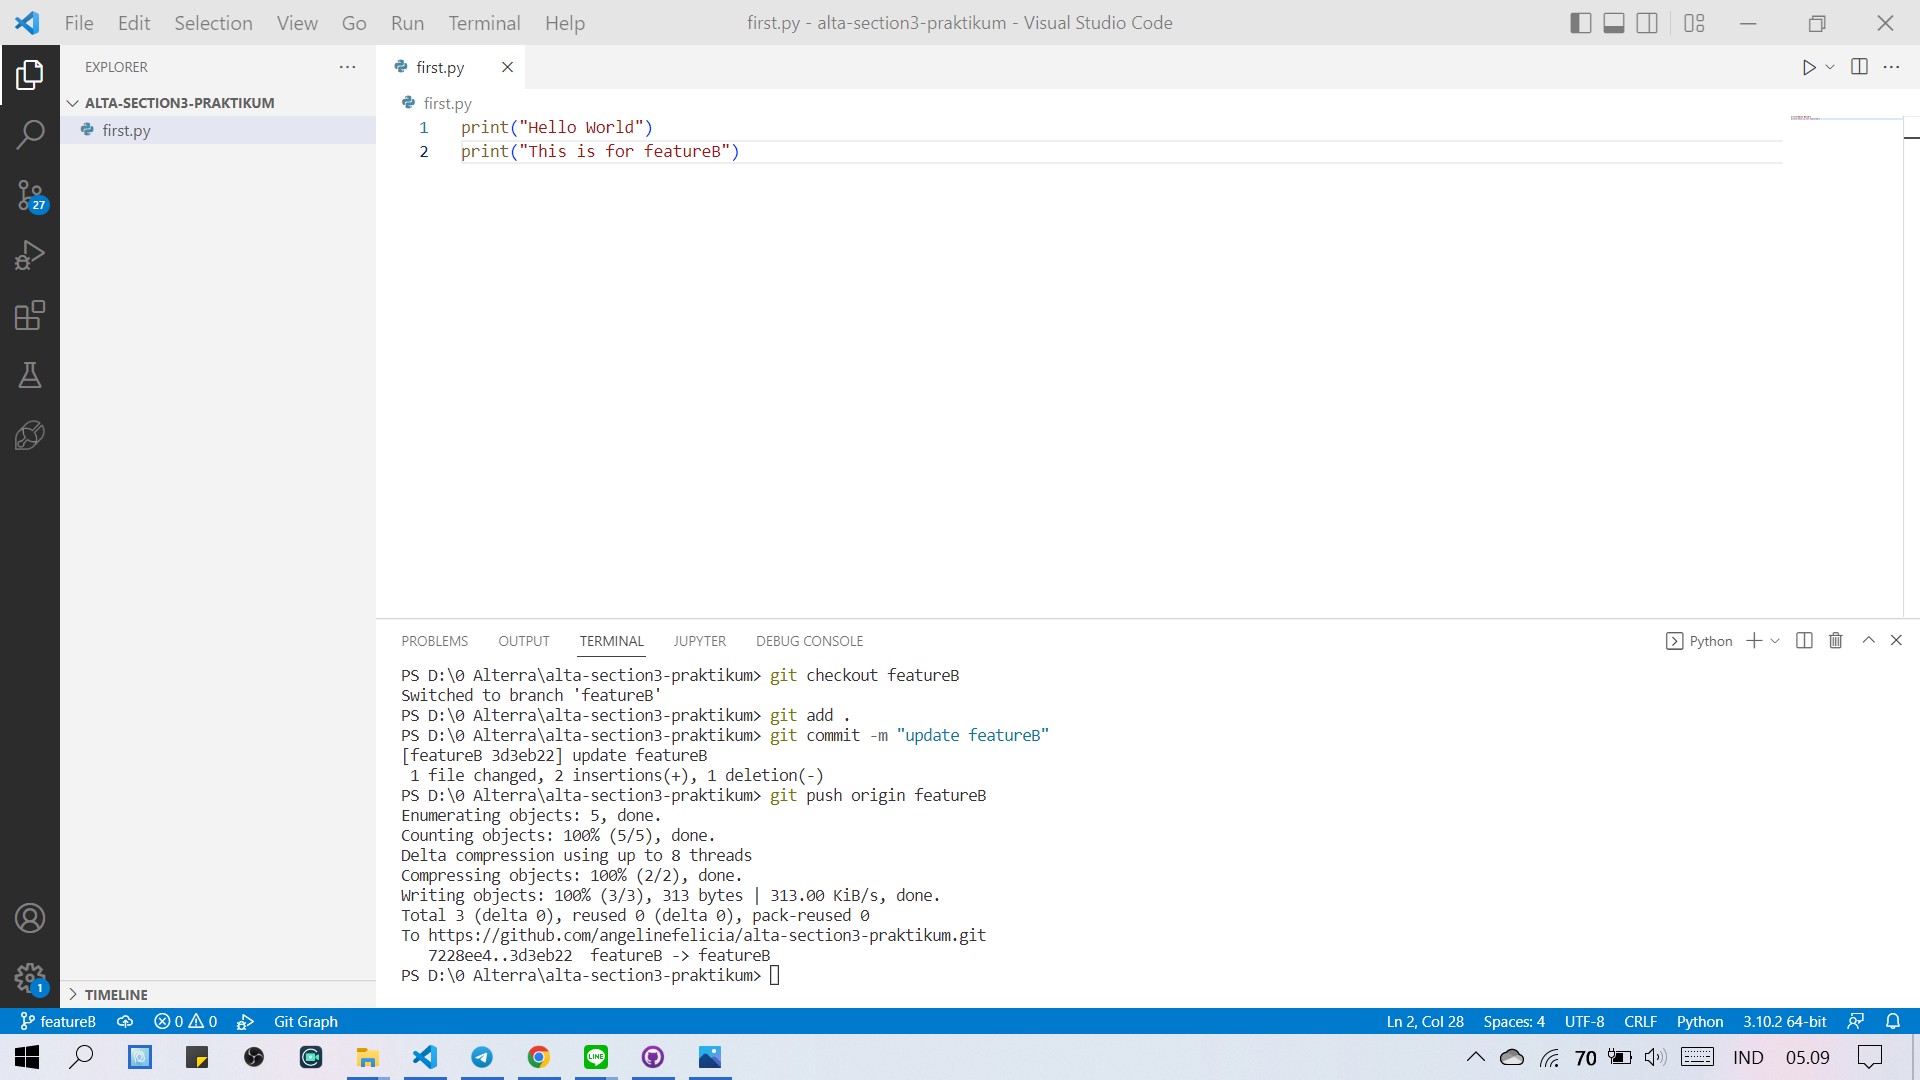 File Edit Selection View Go Run Terminal Help
first.py - alta-section3-praktikum - Visual Studio Code
EXPLORER
ALTA-SECTION3-PRAKTIKUM
first.py
27
1
TIMELINE
first.py
first.py
1 print("Hello World")
2 print("This is for featureB")
PROBLEMS OUTPUT TERMINAL JUPYTER DEBUG CONSOLE
Python
PS D:\0 Alterra\alta-section3-praktikum> git checkout featureB
Switched to branch 'featureB'
PS D:\0 Alterra\alta-section3-praktikum> git add .
PS D:\0 Alterra\alta-section3-praktikum> git commit -m "update featureB"
[featureB 3d3eb22] update featureB
1 file changed, 2 insertions(+), 1 deletion(-)
PS D:\0 Alterra\alta-section3-praktikum> git push origin featureB
Enumerating objects: 5, done.
Counting objects: 100% (5/5), done.
Delta compression using up to 8 threads
Compressing objects: 100% (2/2), done.
Writing objects: 100% (3/3), 313 bytes | 313.00 KiB/s, done.
Total 3 (delta 0), reused 0 (delta 0), pack-reused 0
To https://github.com/angelinefelicia/alta-section3-praktikum.git
7228ee4..3d3eb22 featureB -> featureB
PS D:\0 Alterra\alta-section3-praktikum>
featureB 0 0 Git Graph
Ln 2, Col 28 Spaces: 4 UTF-8 CRLF Python 3.10.2 64-bit
LINE
70 IND 05.09